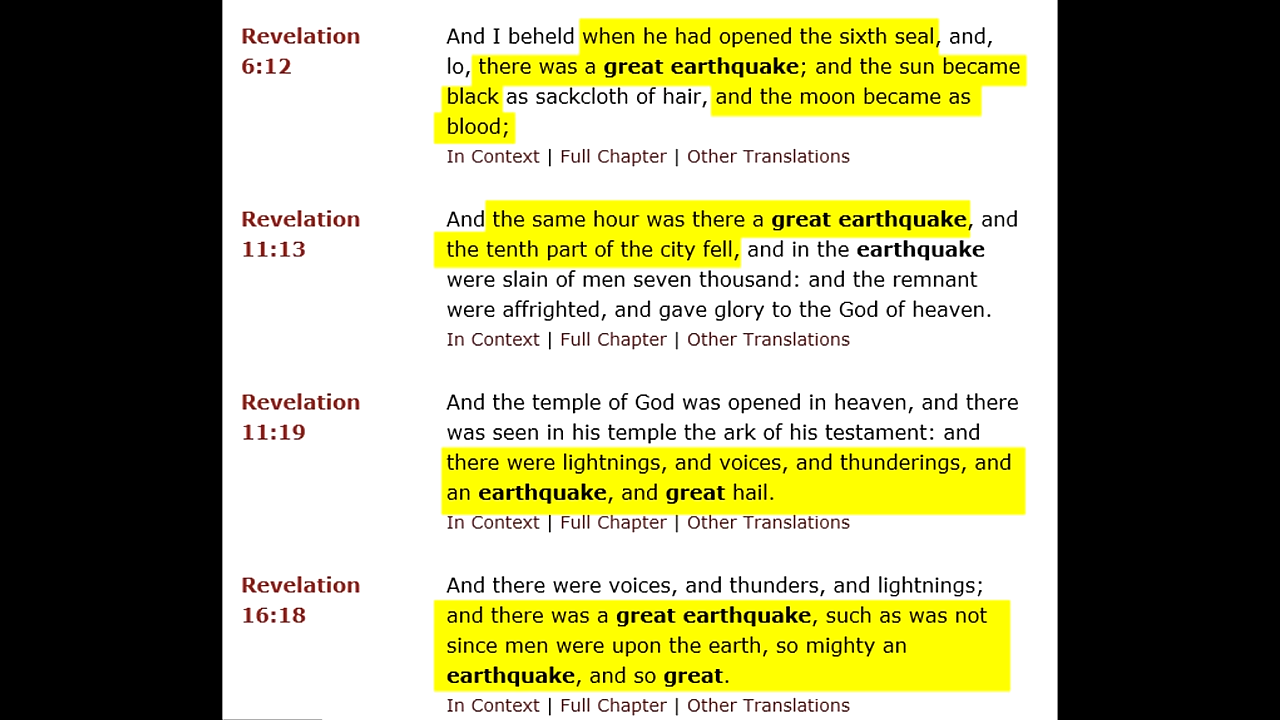 Revelation
6:12
And I beheld when he had opened the sixth seal, and,
lo, there was a great earthquake; and the sun became
black as sackcloth of hair, and the moon became as
blood;
In Context | Full Chapter | Other Translations
Revelation
11:13
And the same hour was there a great earthquake, and
the tenth part of the city fell, and in the earthquake
were slain of men seven thousand: and the remnant
were affrighted, and gave glory to the God of heaven.
In Context | Full Chapter | Other Translations
Revelation
11:19
And the temple of God was opened in heaven, and there
was seen in his temple the ark of his testament: and
there were lightnings, and voices, and thunderings, and
an earthquake, and great hail.
In Context | Full Chapter | Other Translations
Revelation
16:18
And there were voices, and thunders, and lightnings;
and there was a great earthquake, such as was not
since men were upon the earth, so mighty an
earthquake, and so great.
In Context | Full Chapter | Other Translations